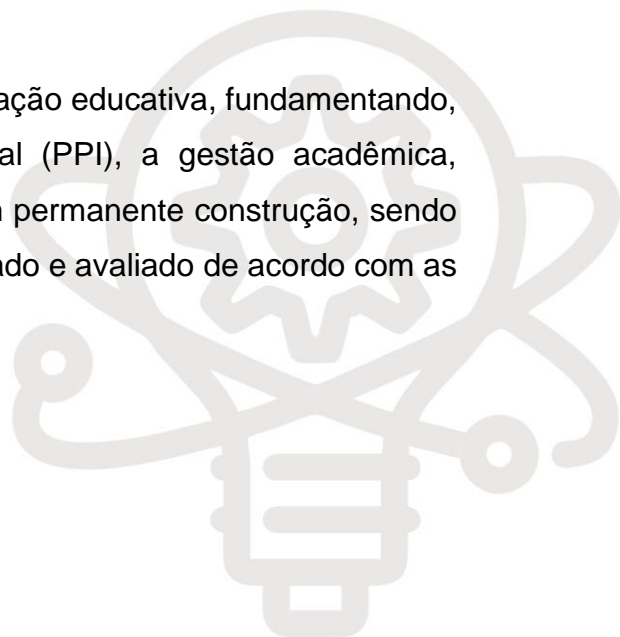 ação educativa, fundamentando,
al (PPI), a gestão acadêmica,
permanente construção, sendo
ado e avaliado de acordo com as